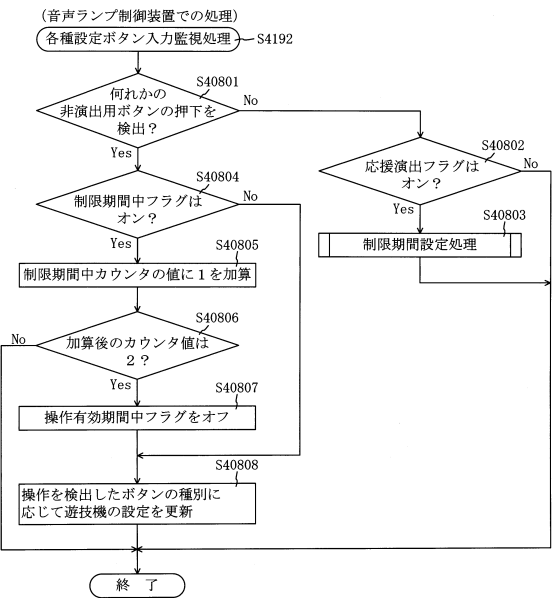 (音声ランプ制御装置での処理)
各種設定ボタン入力監視処理
S4192
S40801
何れかの
非演出用ボタンの押下を
検出?
No
Yes
S40802
応援演出フラグは
オン?
No
Yes
S40803
制限期間設定処理
S40804
制限期間中フラグは
オン?
No
Yes
S40805
制限期間中カウンタの値に1を加算
S40806
加算後のカウンタ値は
2?
No
Yes
S40807
操作有効期間中フラグをオフ
S40808
操作を検出したボタンの種別に
応じて遊技機の設定を更新
終 了